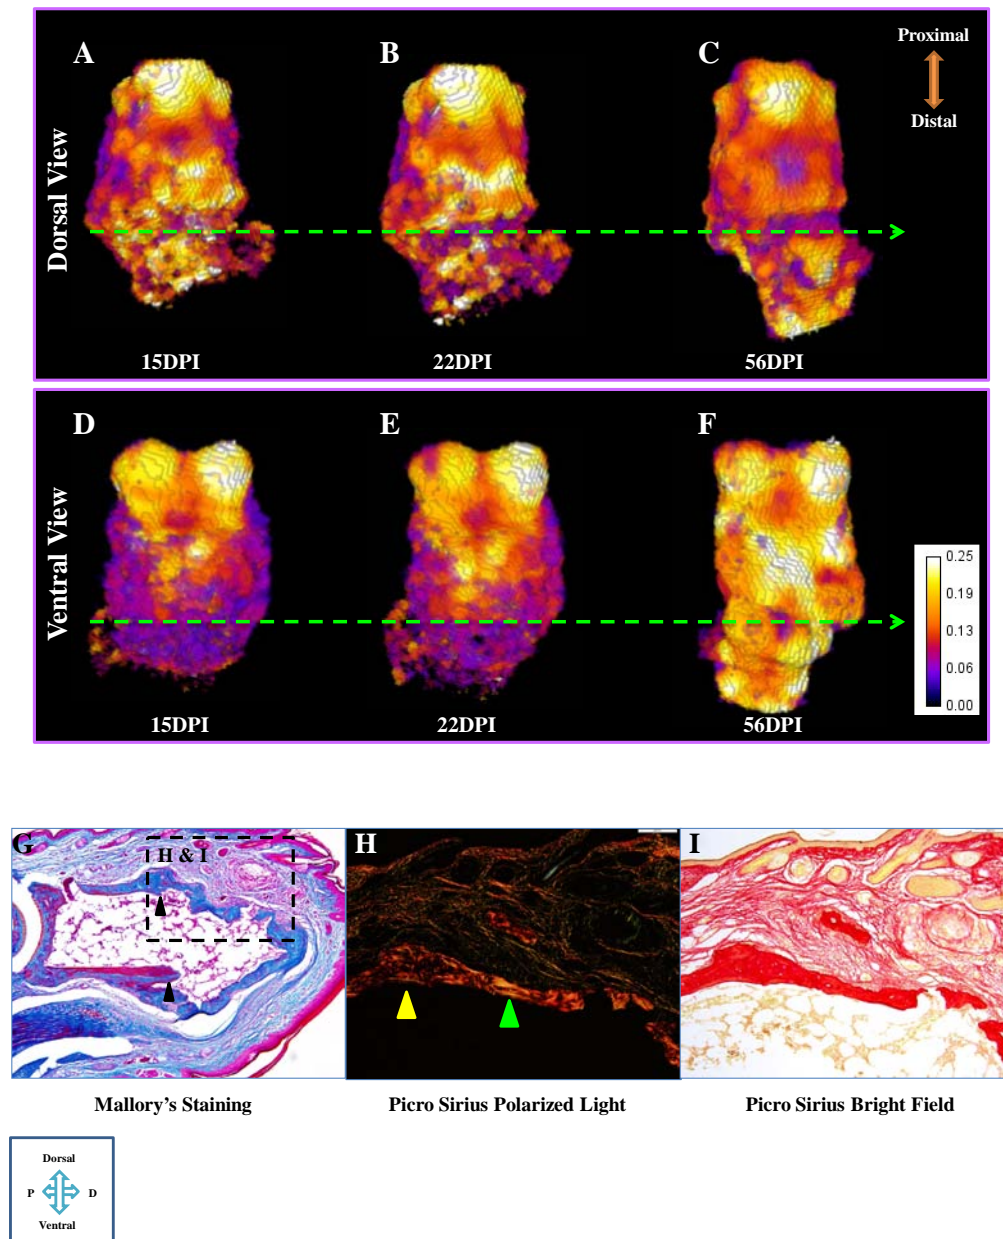 A
B
C
Proximal
Distal
Dorsal View
15DPI
22DPI
56DPI
D
E
F
Ventral View
0.25
0.19
0.13
0.06
0.00
15DPI
22DPI
56DPI
G
H & I
H
I
Mallory's Staining
Picro Sirius Polarized Light
Picro Sirius Bright Field
Dorsal
P
D
Ventral